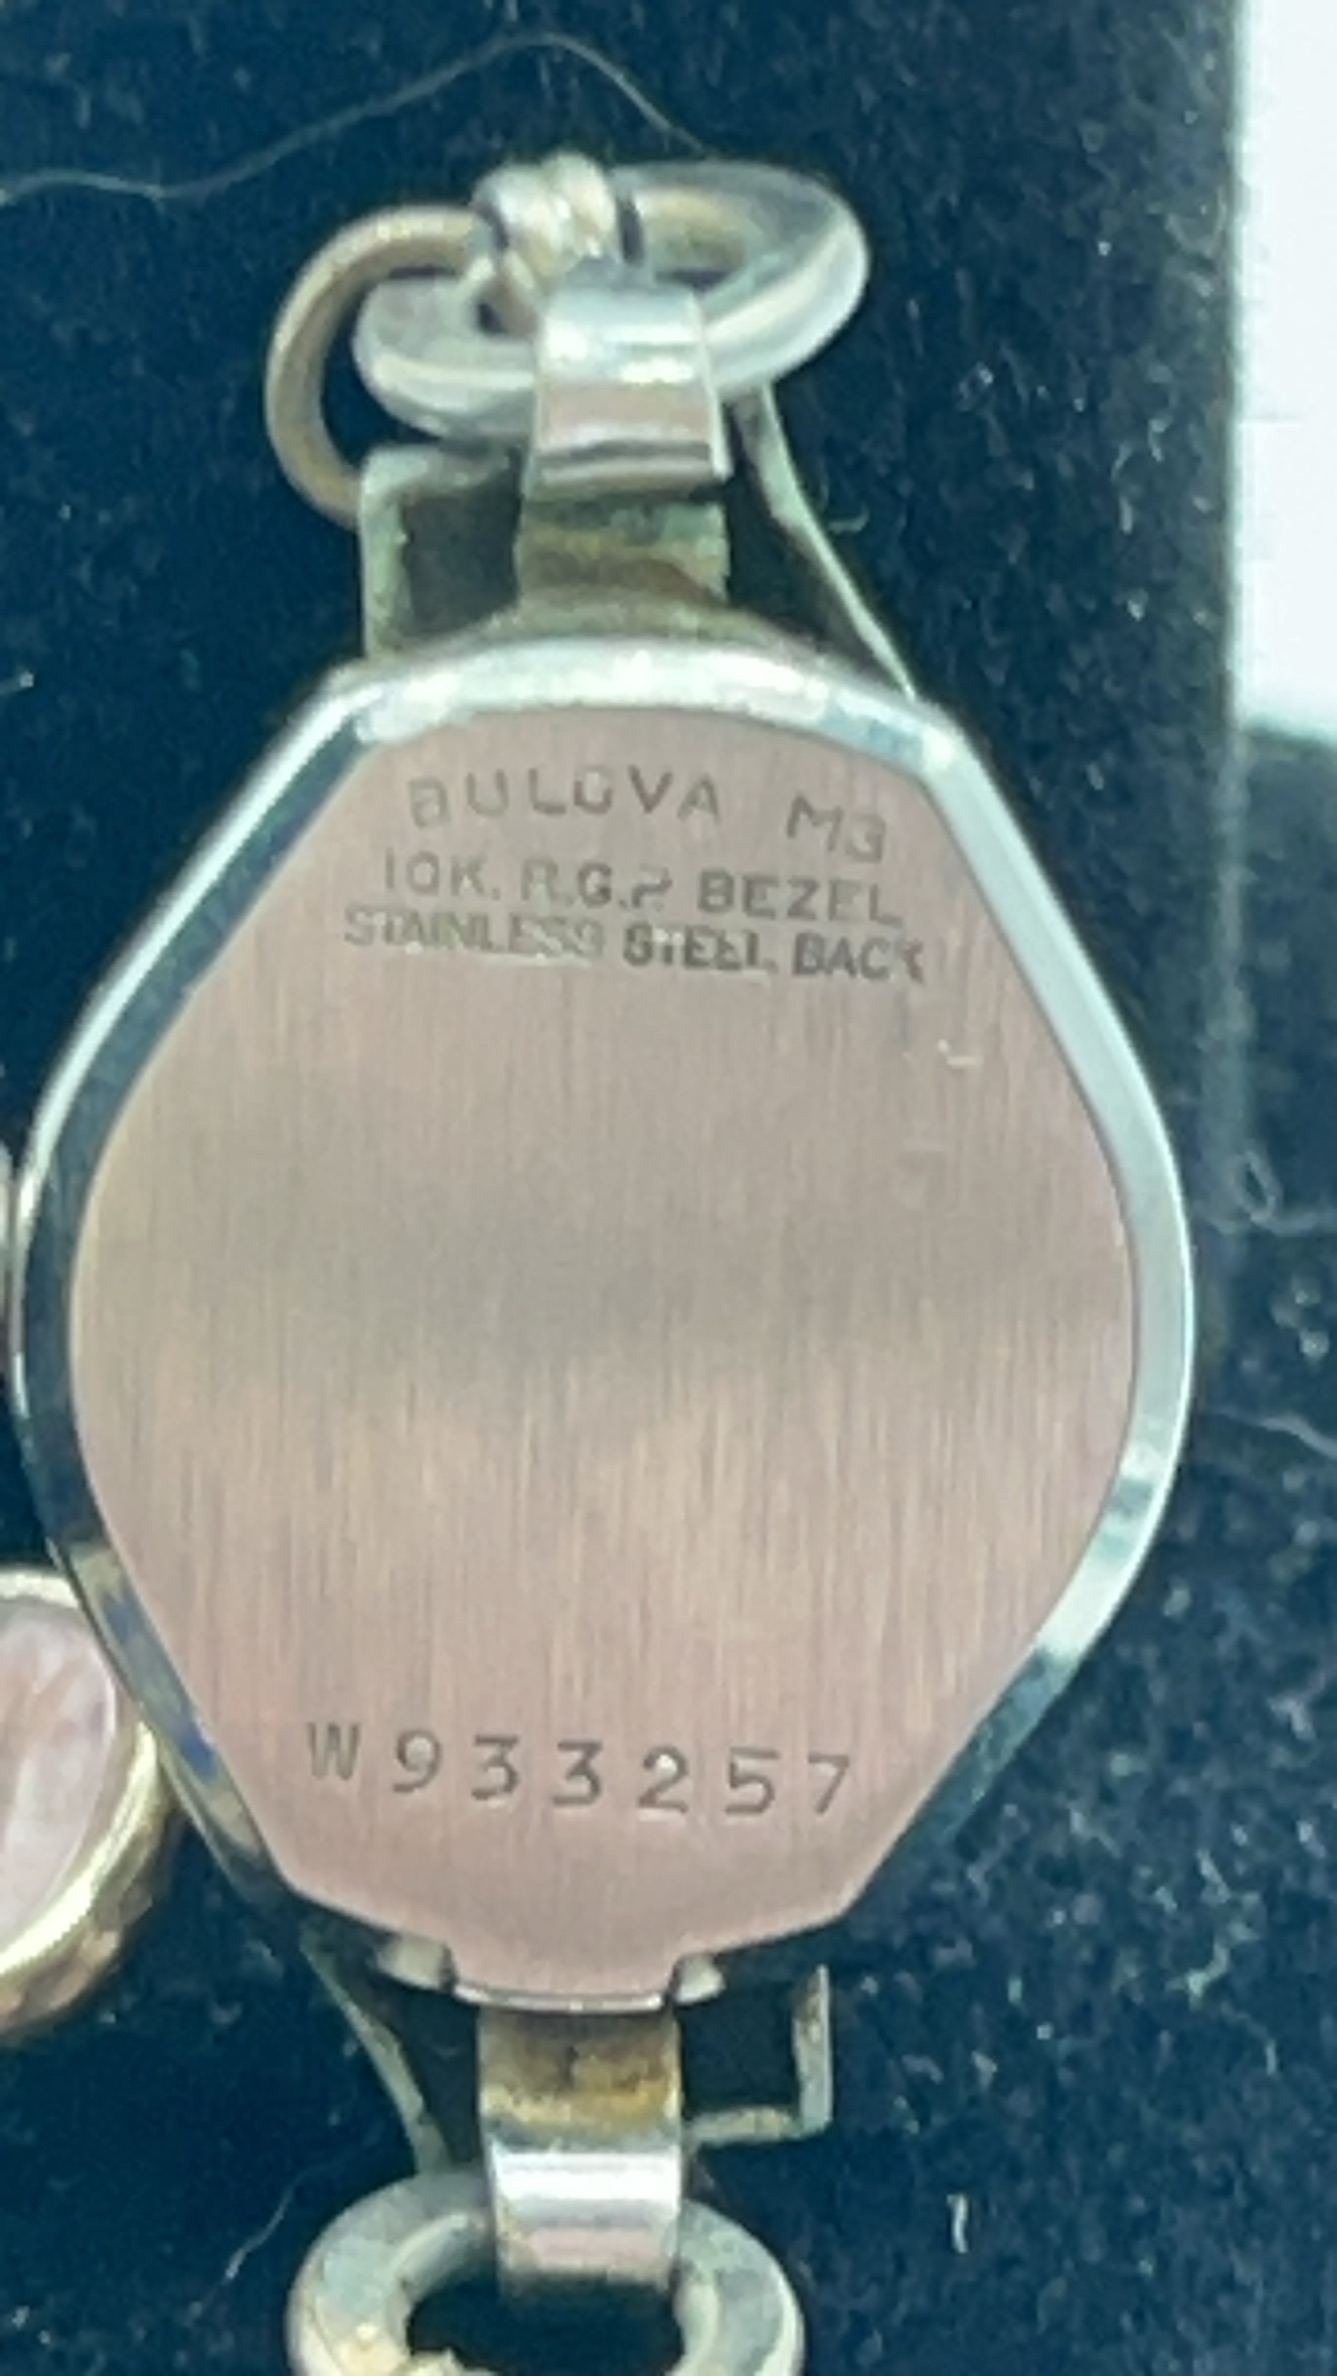 BULOVA M3
10K. R.G.P BEZEL
STAINLESS STEEL BACK
W933257